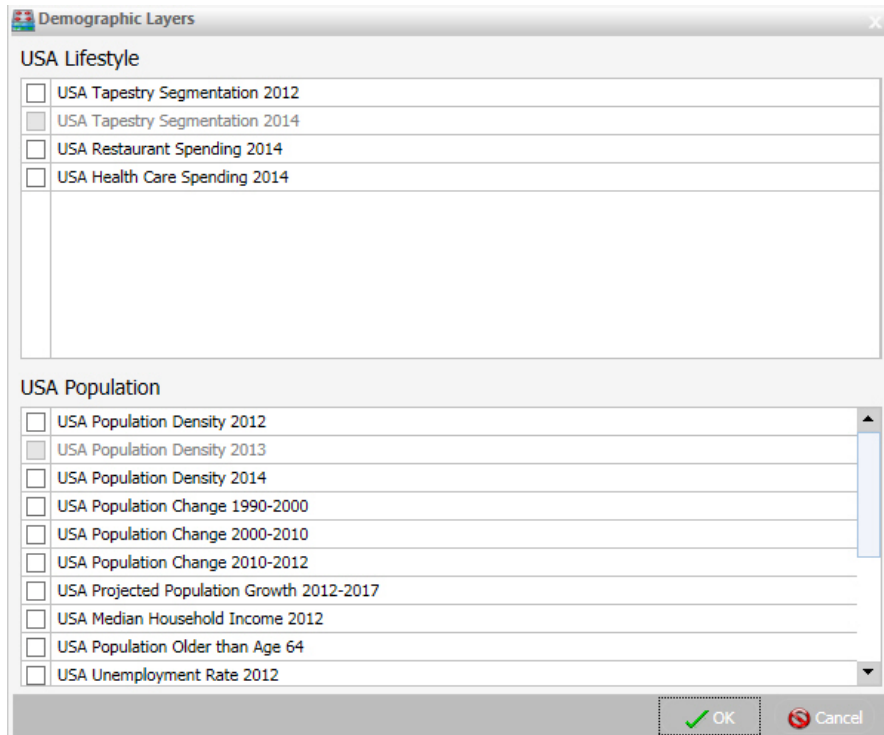 Demographic Layers
USA Lifestyle
USA Tapestry Segmentation 2012
USA Tapestry Segmentation 2014
USA Restaurant Spending 2014
USA Health Care Spending 2014
USA Population
USA Population Density 2012
USA Population Density 2013
USA Population Density 2014
USA Population Change 1990-2000
USA Population Change 2000-2010
USA Population Change 2010-2012
USA Projected Population Growth 2012-2017
USA Median Household Income 2012
USA Population Older than Age 64
USA Unemployment Rate 2012
OK Cancel